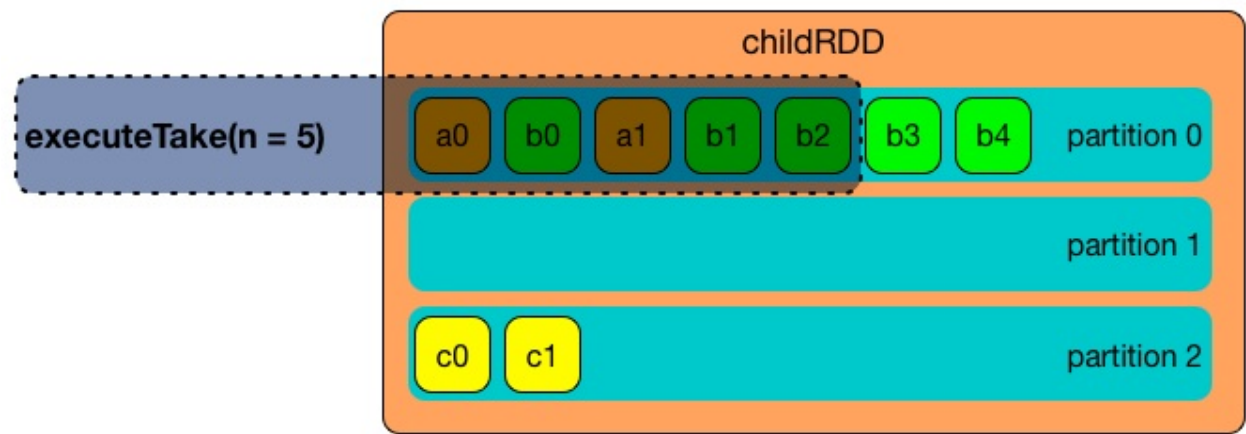 childRDD
executeTake(n = 5) a0 b0 a1 b1 b2 b3 b4 partition 0
partition 1
c0 c1 partition 2